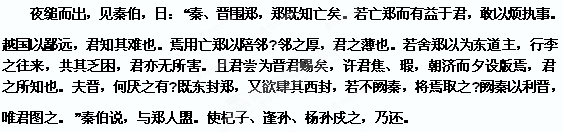 夜缒而出，见秦伯，日：“秦、晋围郑，郑既知亡矣。若亡郑而有益于君，敢以烦执事。
越国以鄙远，君知其难也。焉用亡郑以陪邻?邻之厚，君之薄也。若舍郑以为东道主，行李
之往来，共其乏困，君亦无所害。且君尝为晋君赐矣，许君焦、瑕，朝济而夕设版焉，君
之所知也。夫晋，何厌之有?既东封郑，又欲肆其西封，若不阙秦，将焉取之?阙秦以利晋，
唯君图之。”秦伯说，与郑人盟。使杞子、逢孙、杨孙戍之，乃还。